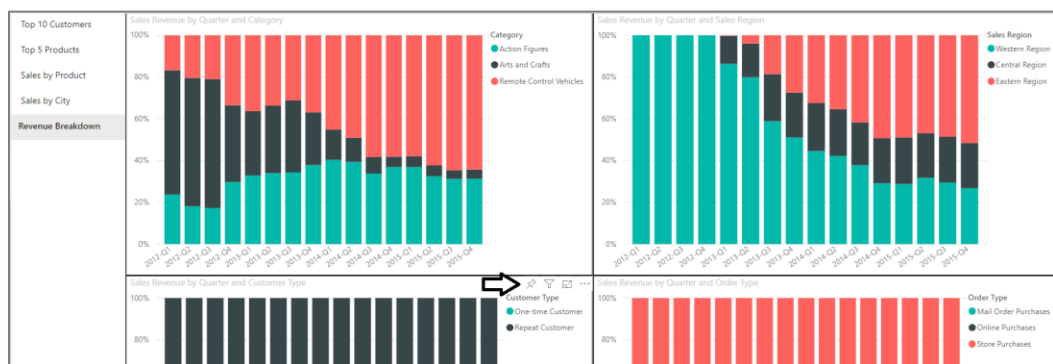 Top 10 Customers
Top 5 Products
Sales by Product
Sales by City
Revenue Breakdown
Sales Revenue by Quarter and Category
100%
80%
60%
40%
20%
0%
2012-Q1
2012-Q2
2012-Q3
2012-Q4
2013-Q1
2013-Q2
2013-Q3
2013-Q4
2014-Q1
2014-Q2
2014-Q3
2014-Q4
2015-Q1
2015-Q2
2015-Q3
2015-Q4
Category
Action Figures
Arts and Crafts
Remote Control Vehicles
Sales Revenue by Quarter and Sales Region
100%
80%
60%
40%
20%
0%
2012-Q1
2012-Q2
2012-Q3
2012-Q4
2013-Q1
2013-Q2
2013-Q3
2013-Q4
2014-Q1
2014-Q2
2014-Q3
2014-Q4
2015-Q1
2015-Q2
2015-Q3
2015-Q4
Sales Region
Western Region
Central Region
Eastern Region
Sales Revenue by Quarter and Customer Type
100%
80%
Customer Type
One-time Customer
Repeat Customer
Sales Revenue by Quarter and Order Type
100%
80%
Order Type
Mail Order Purchases
Online Purchases
Store Purchases